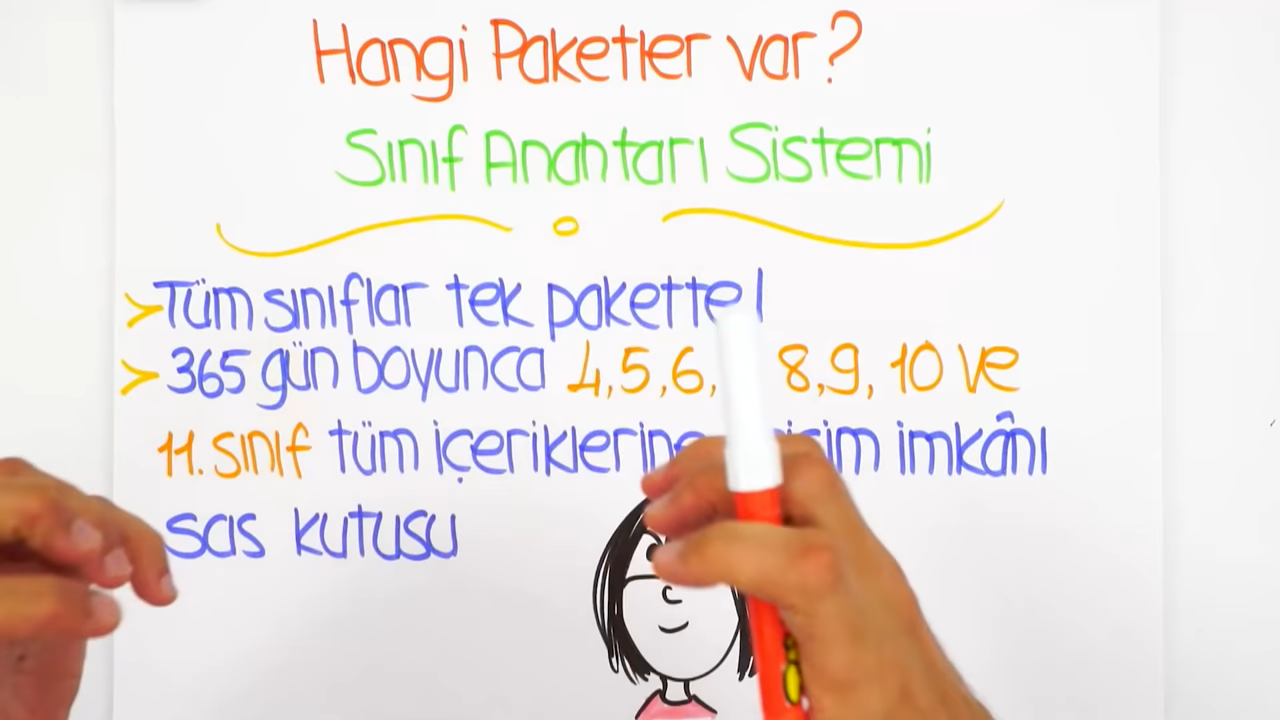 Hangi Paketler var?
Sınıf Anahtarı Sistemi
> Tüm sınıflar tek pakette!
> 365 gün boyunca 4,5,6, 8,9, 10 ve
11. sınıf tüm içeriklerine imkânı
sas kutusu